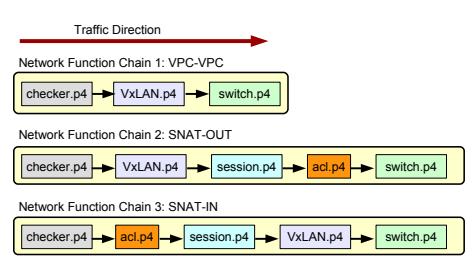 Traffic Direction
Network Function Chain 1: VPC-VPC
checker.p4 VxLAN.p4 switch.p4
Network Function Chain 2: SNAT-OUT
checker.p4 VxLAN.p4 session.p4 acl.p4 switch.p4
Network Function Chain 3: SNAT-IN
checker.p4 acl.p4 session.p4 VxLAN.p4 switch.p4